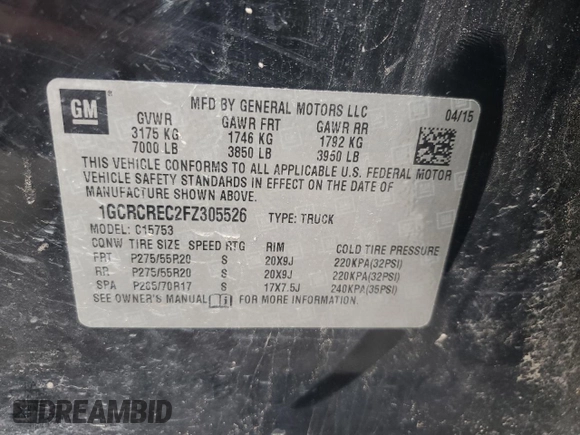 GM
MFD BY GENERAL MOTORS LLC
04/15
GVWR GAWR FRT GAWR RR
3175 KG 1746 KG 1792 KG
7000 LB 3850 LB 3950 LB
THIS VEHICLE CONFORMS TO ALL APPLICABLE U.S. FEDERAL MOTOR
VEHICLE SAFETY STANDARDS IN EFFECT ON THE DATE OF
MANUFACTURE SHOWN ABOVE.
1GCRCREC2FZ305526 TYPE: TRUCK
MODEL: C15753
CONW TIRE SIZE SPEED RTG RIM COLD TIRE PRESSURE
FRT P275/55R20 S 20X9J 220KPA(32PSI)
RR P275/55R20 S 20X9J 220KPA(32PSI)
SPA P265/70R17 S 17X7.5J 240KPA(35PSI)
SEE OWNER'S MANUAL FOR MORE INFORMATION
DREAMBID